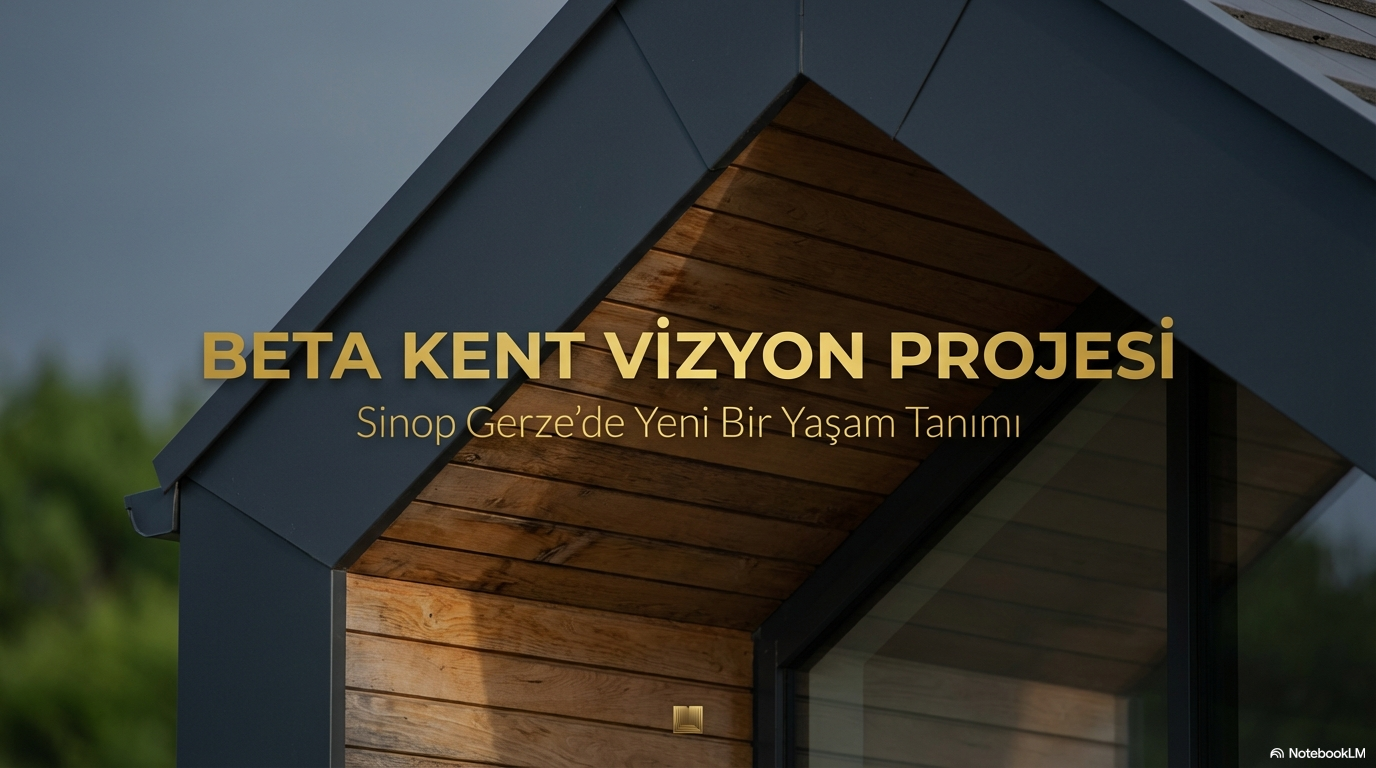 BETA KENT VİZYON PROJESİ
Sinop Gerze’de Yeni Bir Yaşam Tanımı
NotebookLM